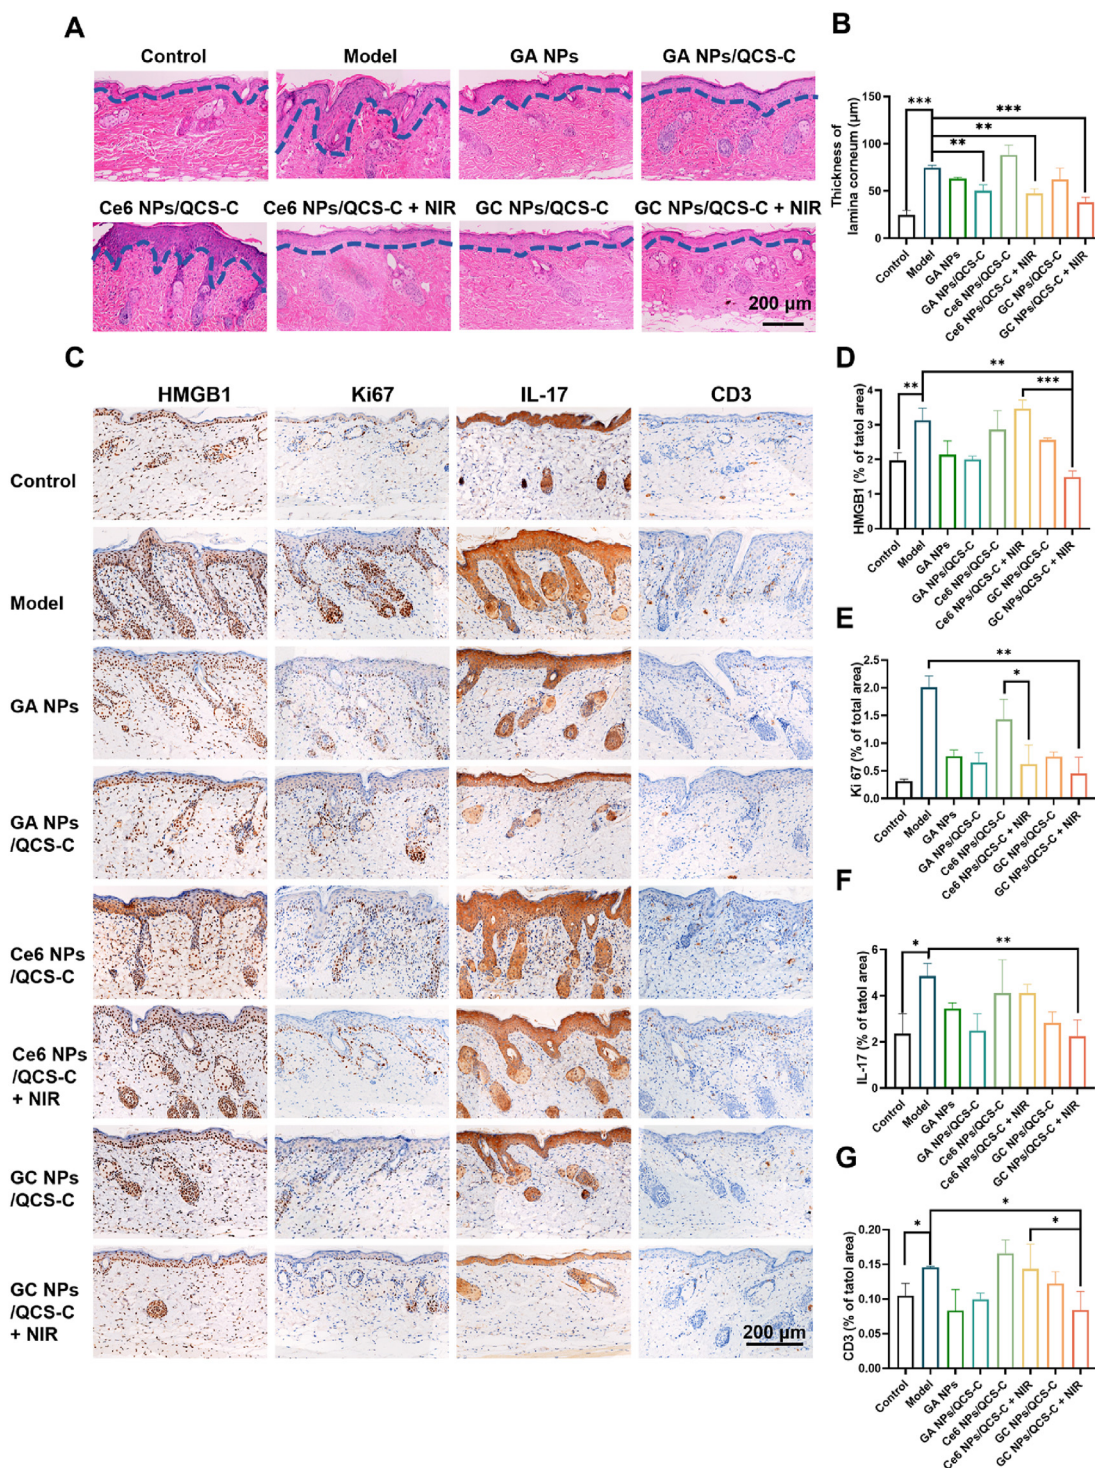 A
Control
Model
GA NPs
GA NPs/QCS-C
Ce6 NPs/QCS-C
Ce6 NPs/QCS-C + NIR
GC NPs/QCS-C
GC NPs/QCS-C + NIR
200 µm
B
Thickness of
lamina corneum (µm)
150
100
50
0
***
***
**
**
Control
Model
GA NPs
GA NPs/QCS-C
Ce6 NPs/QCS-C
Ce6 NPs/QCS-C + NIR
GC NPs/QCS-C
GC NPs/QCS-C + NIR
C
HMGB1
Ki67
IL-17
CD3
Control
Model
GA NPs
GA NPs
/QCS-C
Ce6 NPs
/QCS-C
Ce6 NPs
/QCS-C
+ NIR
GC NPs
/QCS-C
GC NPs
/QCS-C
+ NIR
200 µm
D
HMGB1 (% of tatol area)
4
3
2
1
0
**
**
***
Control
Model
GA NPs
GA NPs/QCS-C
Ce6 NPs/QCS-C
Ce6 NPs/QCS-C + NIR
GC NPs/QCS-C
GC NPs/QCS-C + NIR
E
Ki 67 (% of total area)
2.5
2.0
1.5
1.0
0.5
0.0
**
*
Control
Model
GA NPs
GA NPs/QCS-C
Ce6 NPs/QCS-C
Ce6 NPs/QCS-C + NIR
GC NPs/QCS-C
GC NPs/QCS-C + NIR
F
IL-17 (% of tatol area)
6
4
2
0
*
**
Control
Model
GA NPs
GA NPs/QCS-C
Ce6 NPs/QCS-C
Ce6 NPs/QCS-C + NIR
GC NPs/QCS-C
GC NPs/QCS-C + NIR
G
CD3 (% of tatol area)
0.20
0.15
0.10
0.05
0.00
*
*
*
Control
Model
GA NPs
GA NPs/QCS-C
Ce6 NPs/QCS-C
Ce6 NPs/QCS-C + NIR
GC NPs/QCS-C
GC NPs/QCS-C + NIR